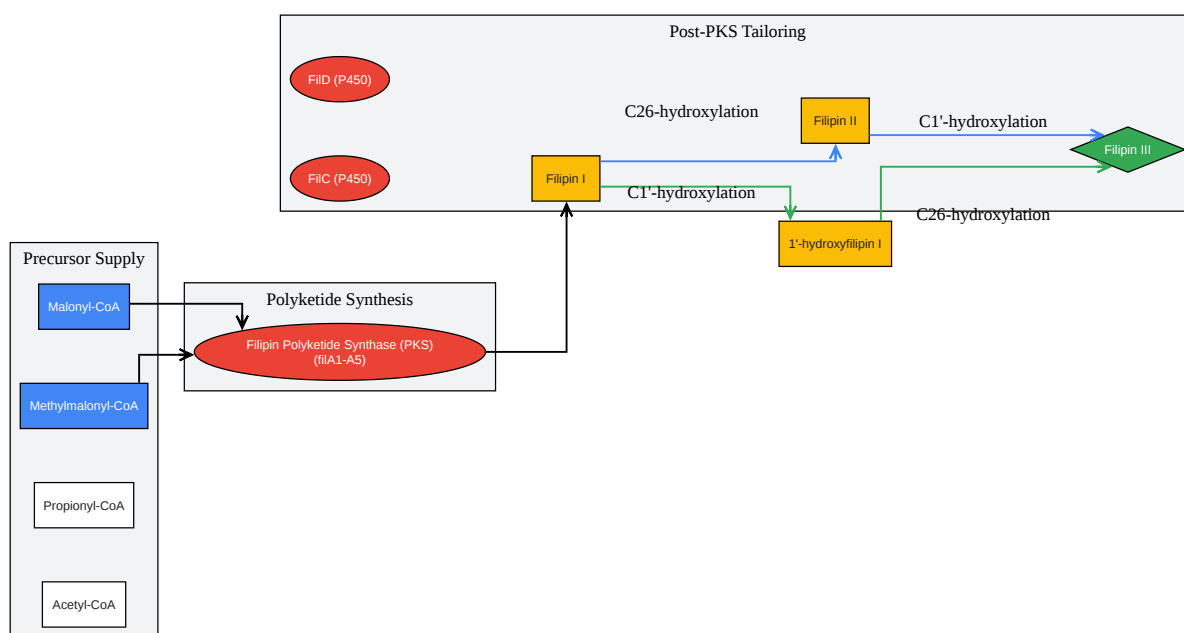 Post-PKS Tailoring
FilD (P450)
C26-hydroxylation
Filipin II
C1'-hydroxylation
Filipin III
FilC (P450)
Filipin I
C1'-hydroxylation
C26-hydroxylation
1'-hydroxyfilipin I
Precursor Supply
Malonyl-CoA
Methylmalonyl-CoA
Propionyl-CoA
Acetyl-CoA
Polyketide Synthesis
Filipin Polyketide Synthase (PKS)
(filA1-A5)